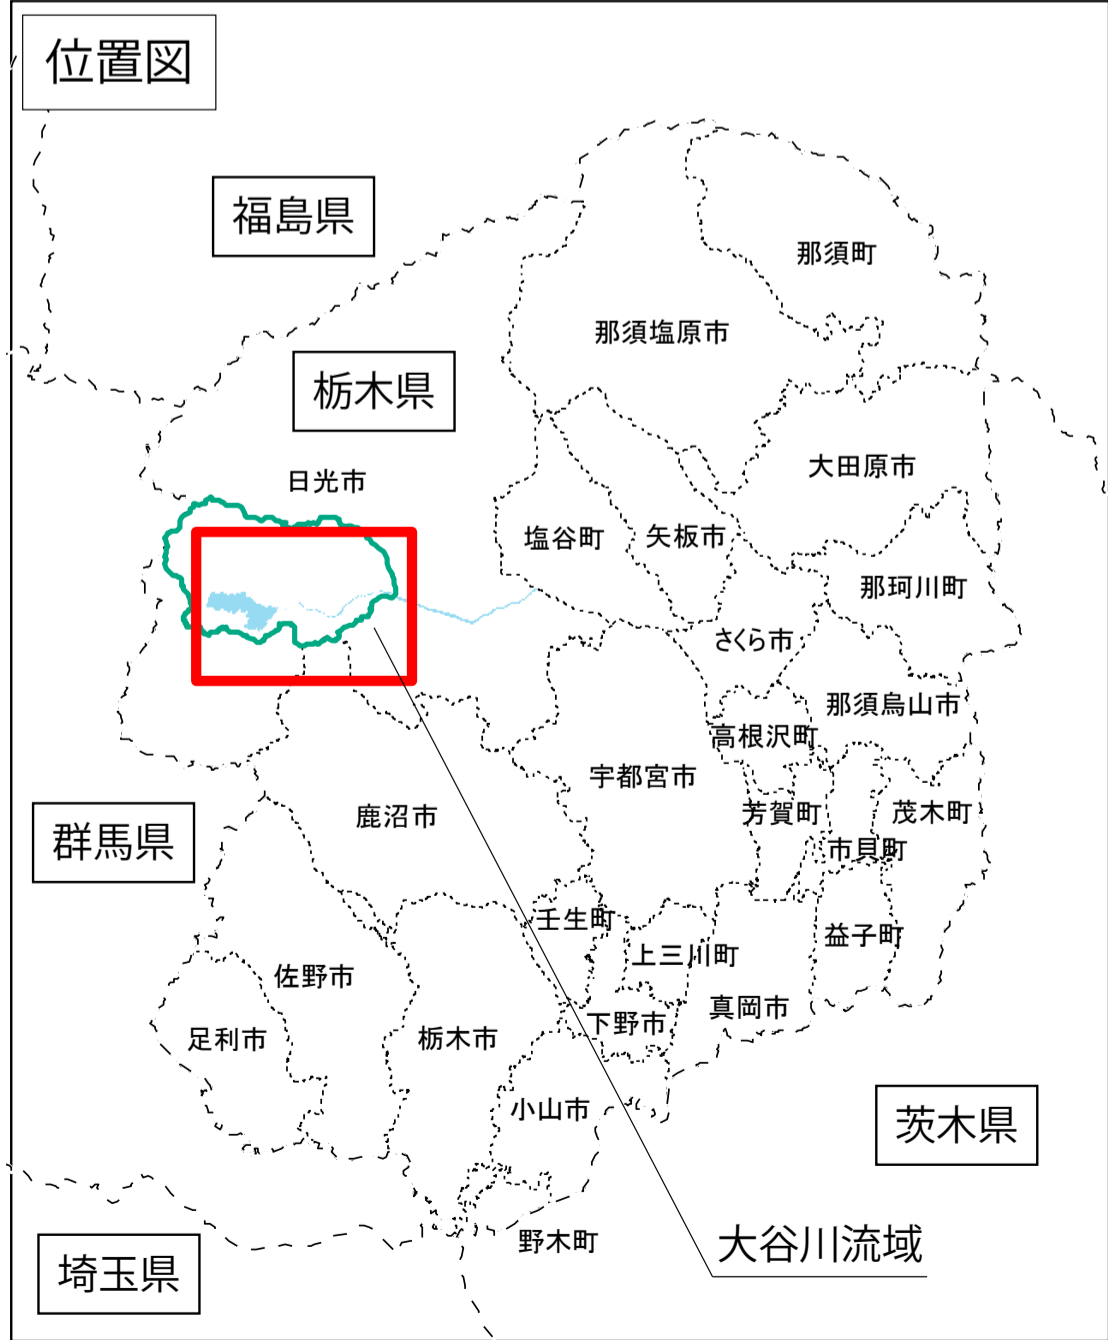 位置図
福島県
那須町
那須塩原市
栃木県
大田原市
日光市
塩谷町
矢板市
那珂川町
さくら市
那須烏山市
高根沢町
宇都宮市
芳賀町
茂木町
鹿沼市
群馬県
市貝町
壬生町
益子町
上三川町
佐野市
真岡市
下野市
足利市
栃木市
小山市
茨木県
野木町
大谷川流域
埼玉県